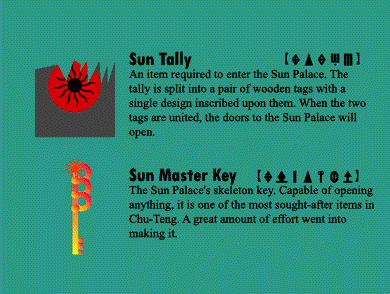 Sun Tally
An item required to enter the Sun Palace. The
tally is split into a pair of wooden tags with a
single design inscribed upon them. When the two
tags are united, the doors to the Sun Palace will
open.
Sun Master Key
The Sun Palace's skeleton key. Capable of opening
anything, it is one of the most sought-after items in
Chu-Teng. A great amount of effort went into
making it.